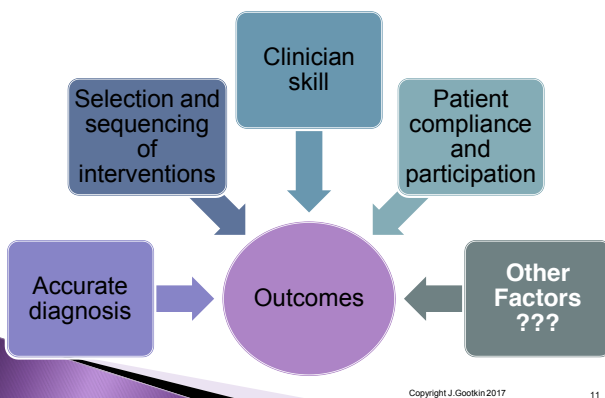 Clinician
skill
Selection and
sequencing
of
interventions
Patient
compliance
and
participation
Accurate
diagnosis
Outcomes
Other
Factors
???
Copyright J.Gootkin 2017
11